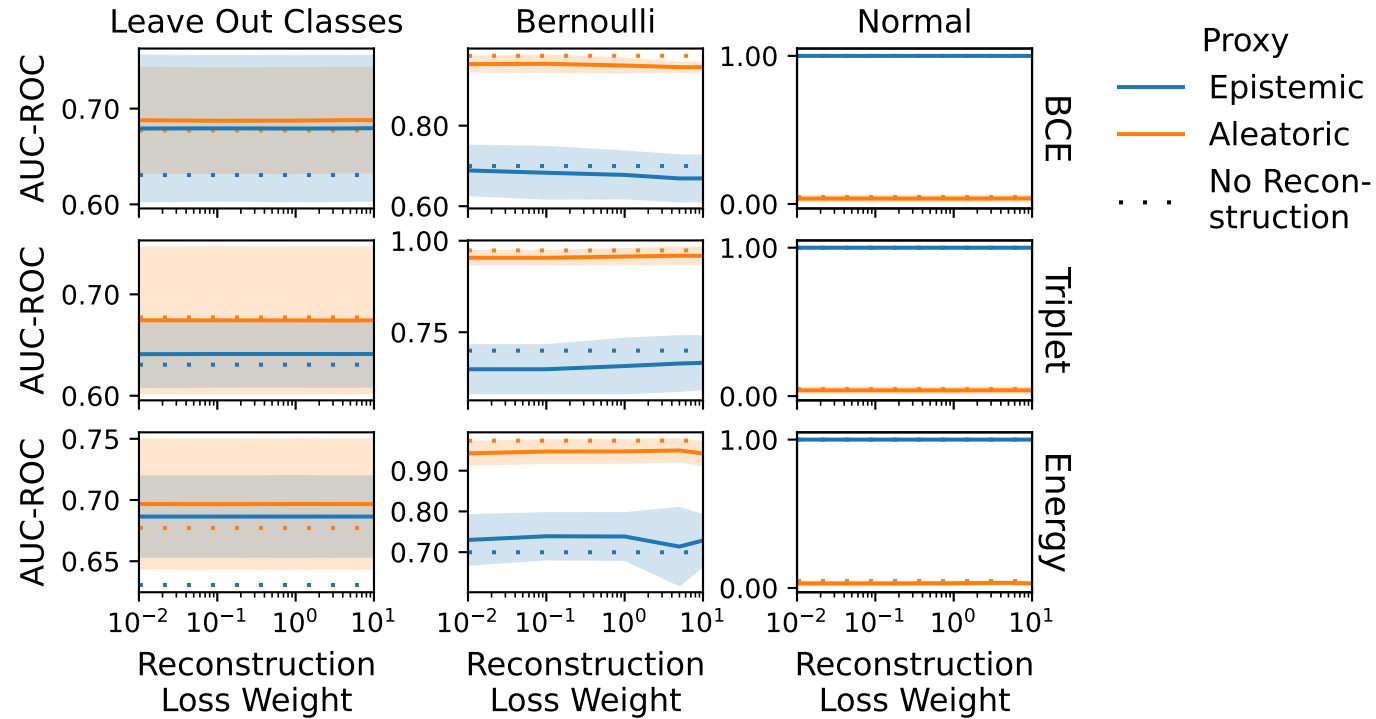 Leave Out Classes
Bernoulli
Normal
Proxy
Epistemic
Aleatoric
No Recon-
struction
AUC-ROC
0.70
0.60
0.80
0.60
1.00
0.00
BCE
AUC-ROC
0.70
0.60
1.00
0.75
1.00
0.00
Triplet
AUC-ROC
0.75
0.70
0.65
0.90
0.80
0.70
1.00
0.00
Energy
10⁻² 10⁻¹ 10⁰ 10¹
10⁻² 10⁻¹ 10⁰ 10¹
10⁻² 10⁻¹ 10⁰ 10¹
Reconstruction
Loss Weight
Reconstruction
Loss Weight
Reconstruction
Loss Weight